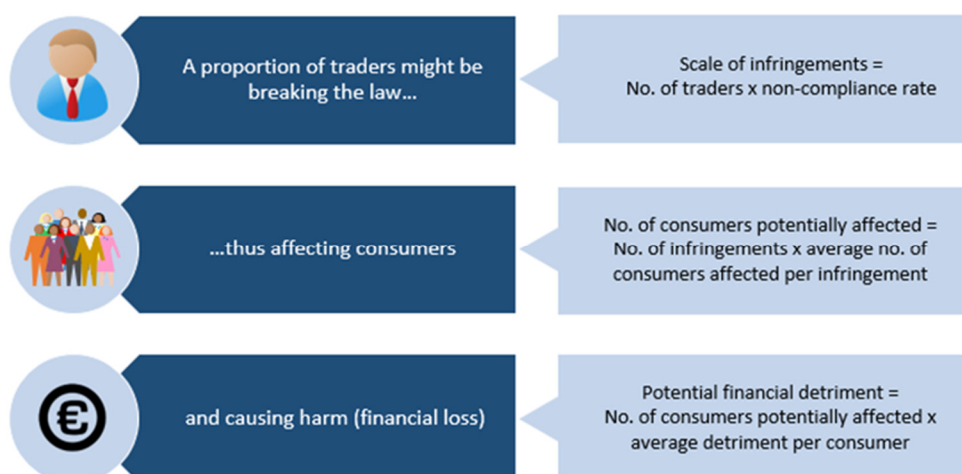 A proportion of traders might be
breaking the law...
Scale of infringements =
No. of traders x non-compliance rate
...thus affecting consumers
No. of consumers potentially affected =
No. of infringements x average no. of
consumers affected per infringement
€
and causing harm (financial loss)
Potential financial detriment =
No. of consumers potentially affected x
average detriment per consumer